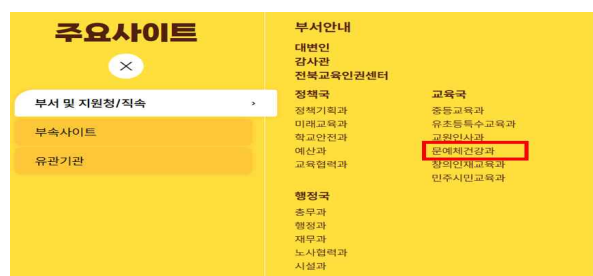 주요사이트
×
부서 및 지원청/직속 ›
부속사이트
유관기관
부서안내
대변인
감사관
전북교육인권센터
정책국
정책기획과
미래교육과
학교안전과
예산과
교육협력과
교육국
중등교육과
유초등특수교육과
교원인사과
문예체건강과
창의인재교육과
민주시민교육과
행정국
총무과
행정과
재무과
노사협력과
시설과